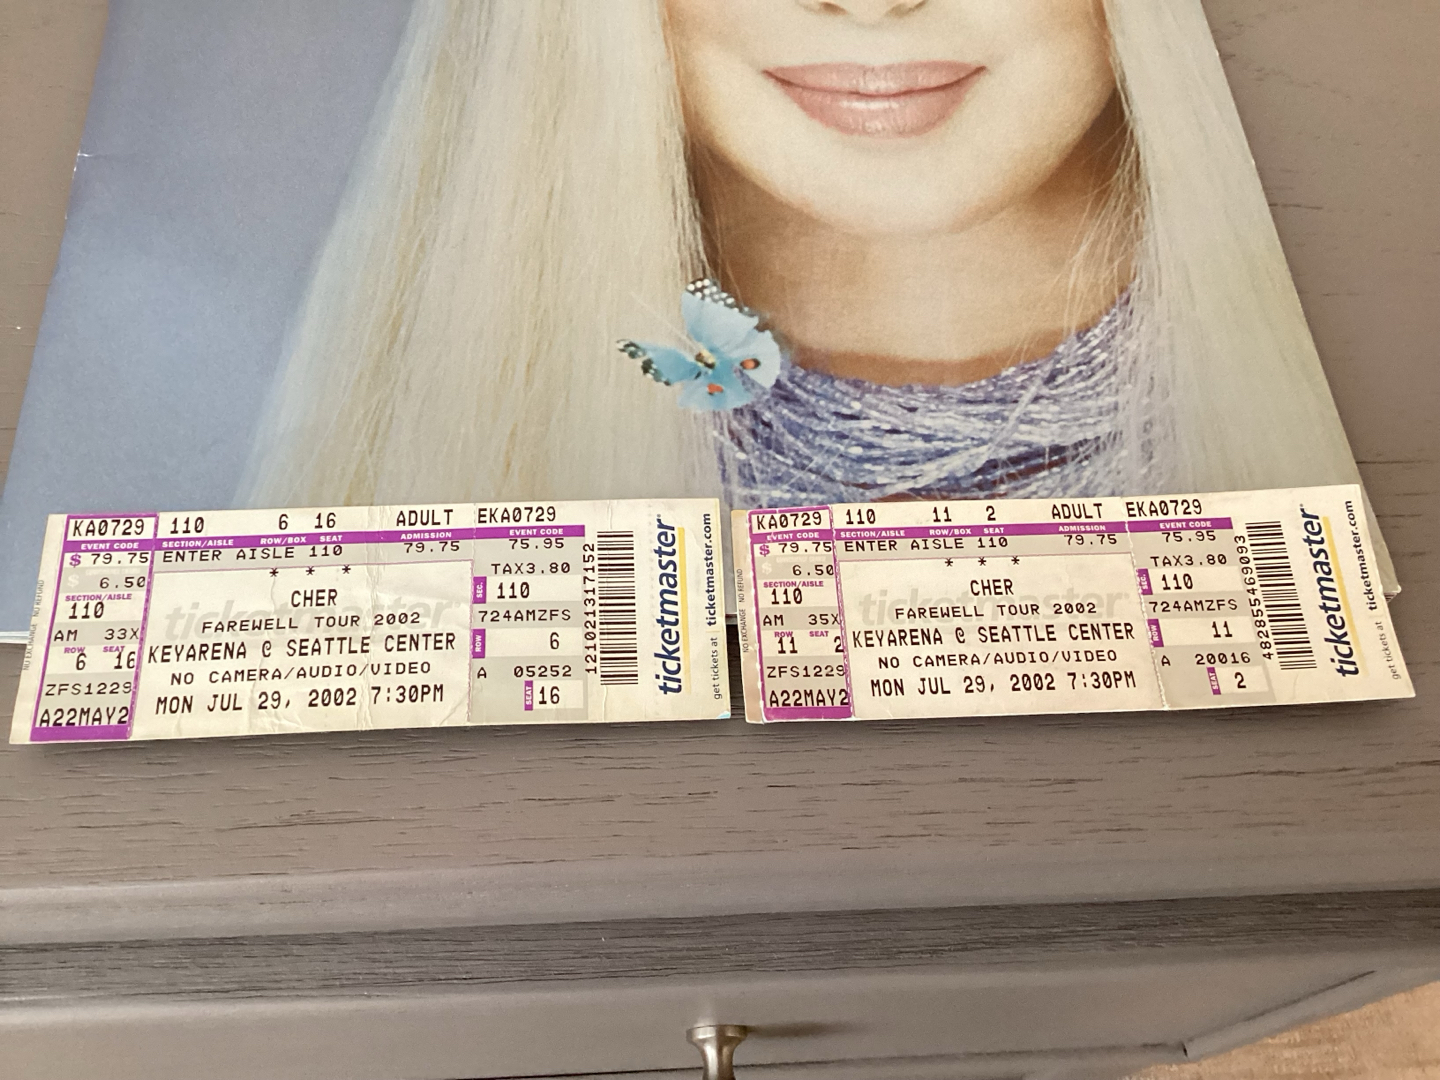 NO EXCHANGE NO REFUND
KA0729
EVENT CODE
$ 79.75
$ 6.50
SECTION/AISLE
110
AM 33X
ROW SEAT
6 16
ZFS1229
A22MAY2
110 6 16 ADULT
SECTION/AISLE ROW/BOX SEAT ADMISSION
ENTER AISLE 110 79.75
* * *
CHER
ticketmaster
FAREWELL TOUR 2002
KEYARENA @ SEATTLE CENTER
NO CAMERA/AUDIO/VIDEO
MON JUL 29, 2002 7:30PM
EKA0729
EVENT CODE
75.95
TAX3.80
SEC. 110
724AMZFS
ROW 6
A 05252
SEAT 16
121021317152
ticketmaster
get tickets at ticketmaster.com
NO EXCHANGE NO REFUND
KA0729
EVENT CODE
$ 79.75
6.50
SECTION/AISLE
110
AM 35X
ROW SEAT
11 2
ZFS1229
A22MAY2
110 11 2 ADULT
SECTION/AISLE ROW/BOX SEAT ADMISSION
ENTER AISLE 110 79.75
* * *
CHER
ticketmaster
FAREWELL TOUR 2002
KEYARENA @ SEATTLE CENTER
NO CAMERA/AUDIO/VIDEO
MON JUL 29, 2002 7:30PM
EKA0729
EVENT CODE
75.95
TAX3.80
SEC. 110
724AMZFS
ROW 11
A 20016
SEAT 2
482855469093
ticketmaster
get tickets at ticketmaster.com